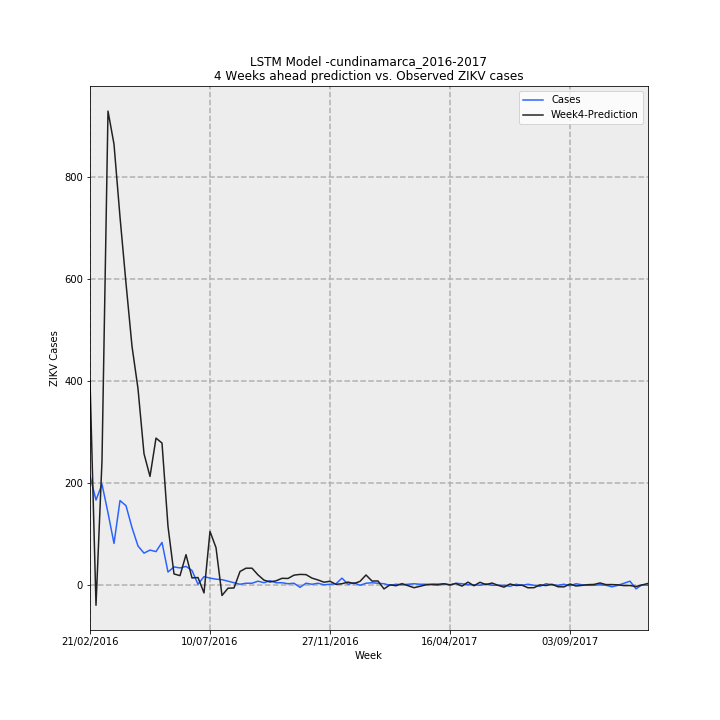 LSTM Model -cundinamarca_2016-2017
4 Weeks ahead prediction vs. Observed ZIKV cases
Cases
Week4-Prediction
800
600
400
200
0
ZIKV Cases
21/02/2016 10/07/2016 27/11/2016 16/04/2017 03/09/2017
Week